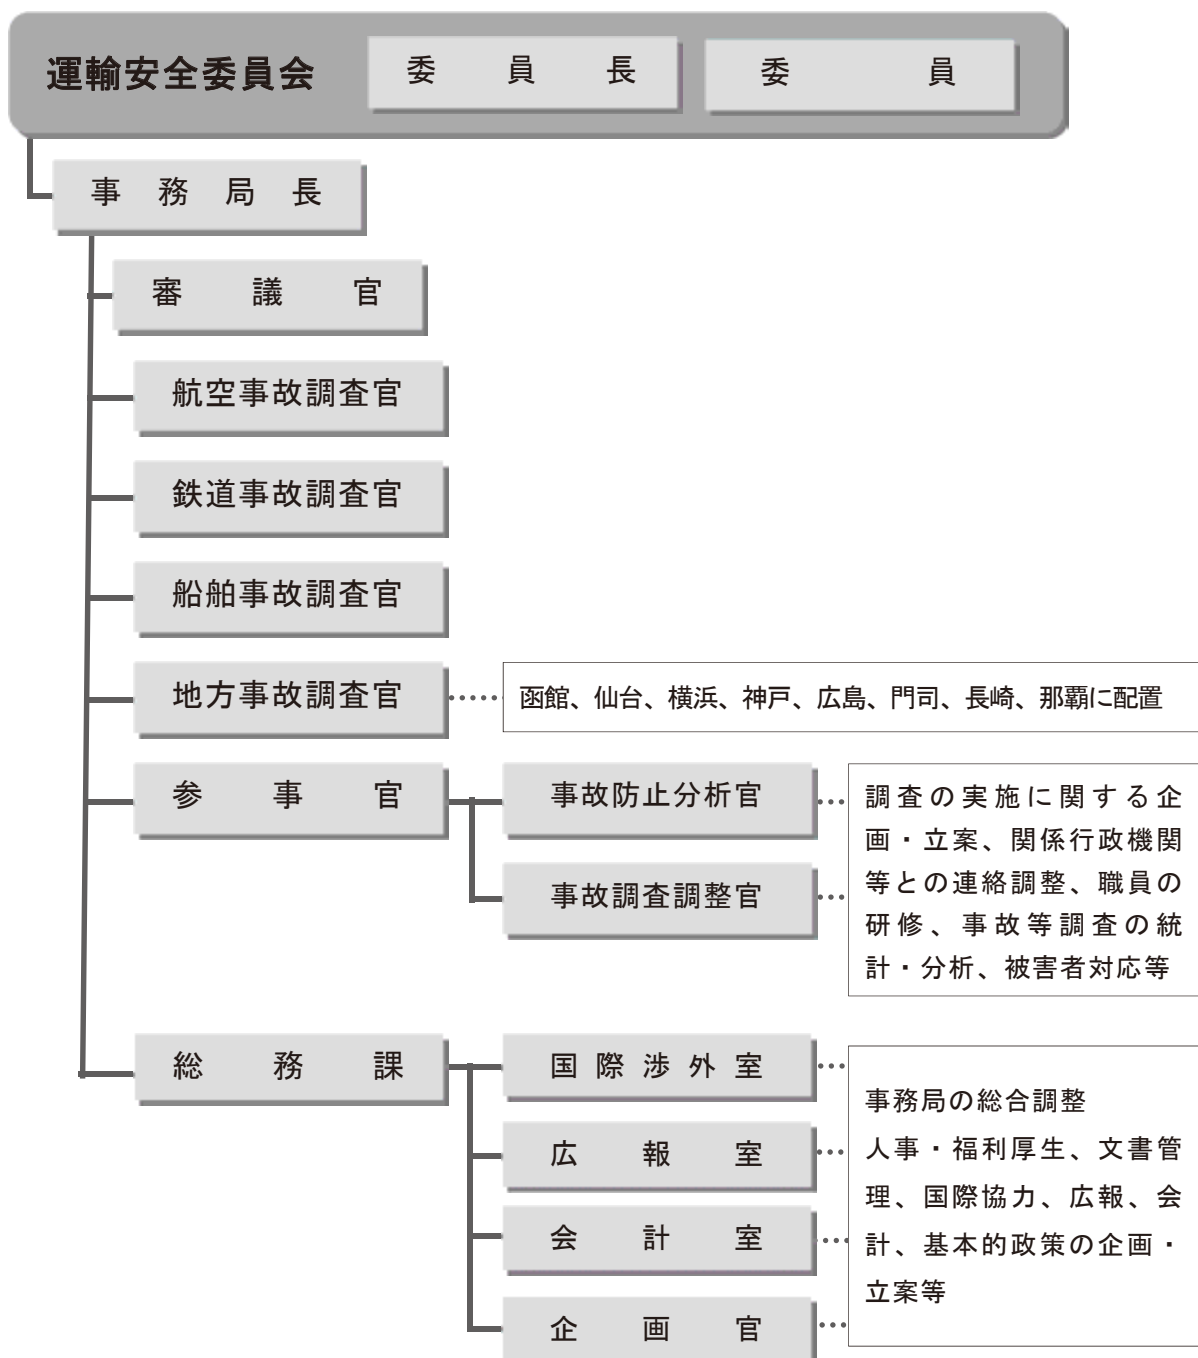 運輸安全委員会 委員長 委員
事務局長
審議官
航空事故調査官
鉄道事故調査官
船舶事故調査官
地方事故調査官
函館、仙台、横浜、神戸、広島、門司、長崎、那覇に配置
参事官
事故防止分析官
事故調査調整官
調査の実施に関する企
画・立案、関係行政機関
等との連絡調整、職員の
研修、事故等調査の統
計・分析、被害者対応等
総務課
国際渉外室
広報室
会計室
企画官
事務局の総合調整
人事・福利厚生、文書管
理、国際協力、広報、会
計、基本的政策の企画・
立案等